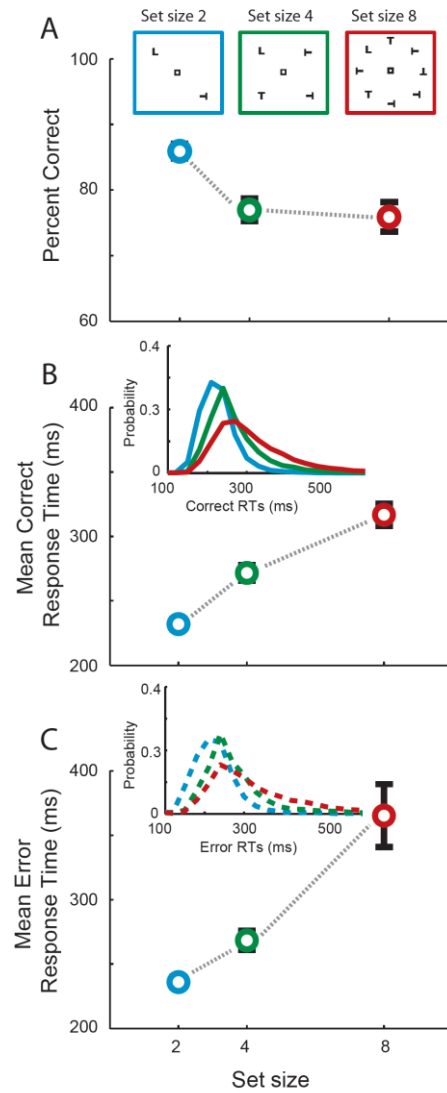 A
Set size 2
Set size 4
Set size 8
L
T
L
T
T
T
L
T
T
T
T
T
T
T
100
80
60
Percent Correct
B
0.4
0.3
0
Probability
100
300
500
Correct RTs (ms)
400
300
200
Mean Correct
Response Time (ms)
C
0.4
0.3
0
Probability
100
300
500
Error RTs (ms)
400
300
200
Mean Error
Response Time (ms)
2
4
8
Set size